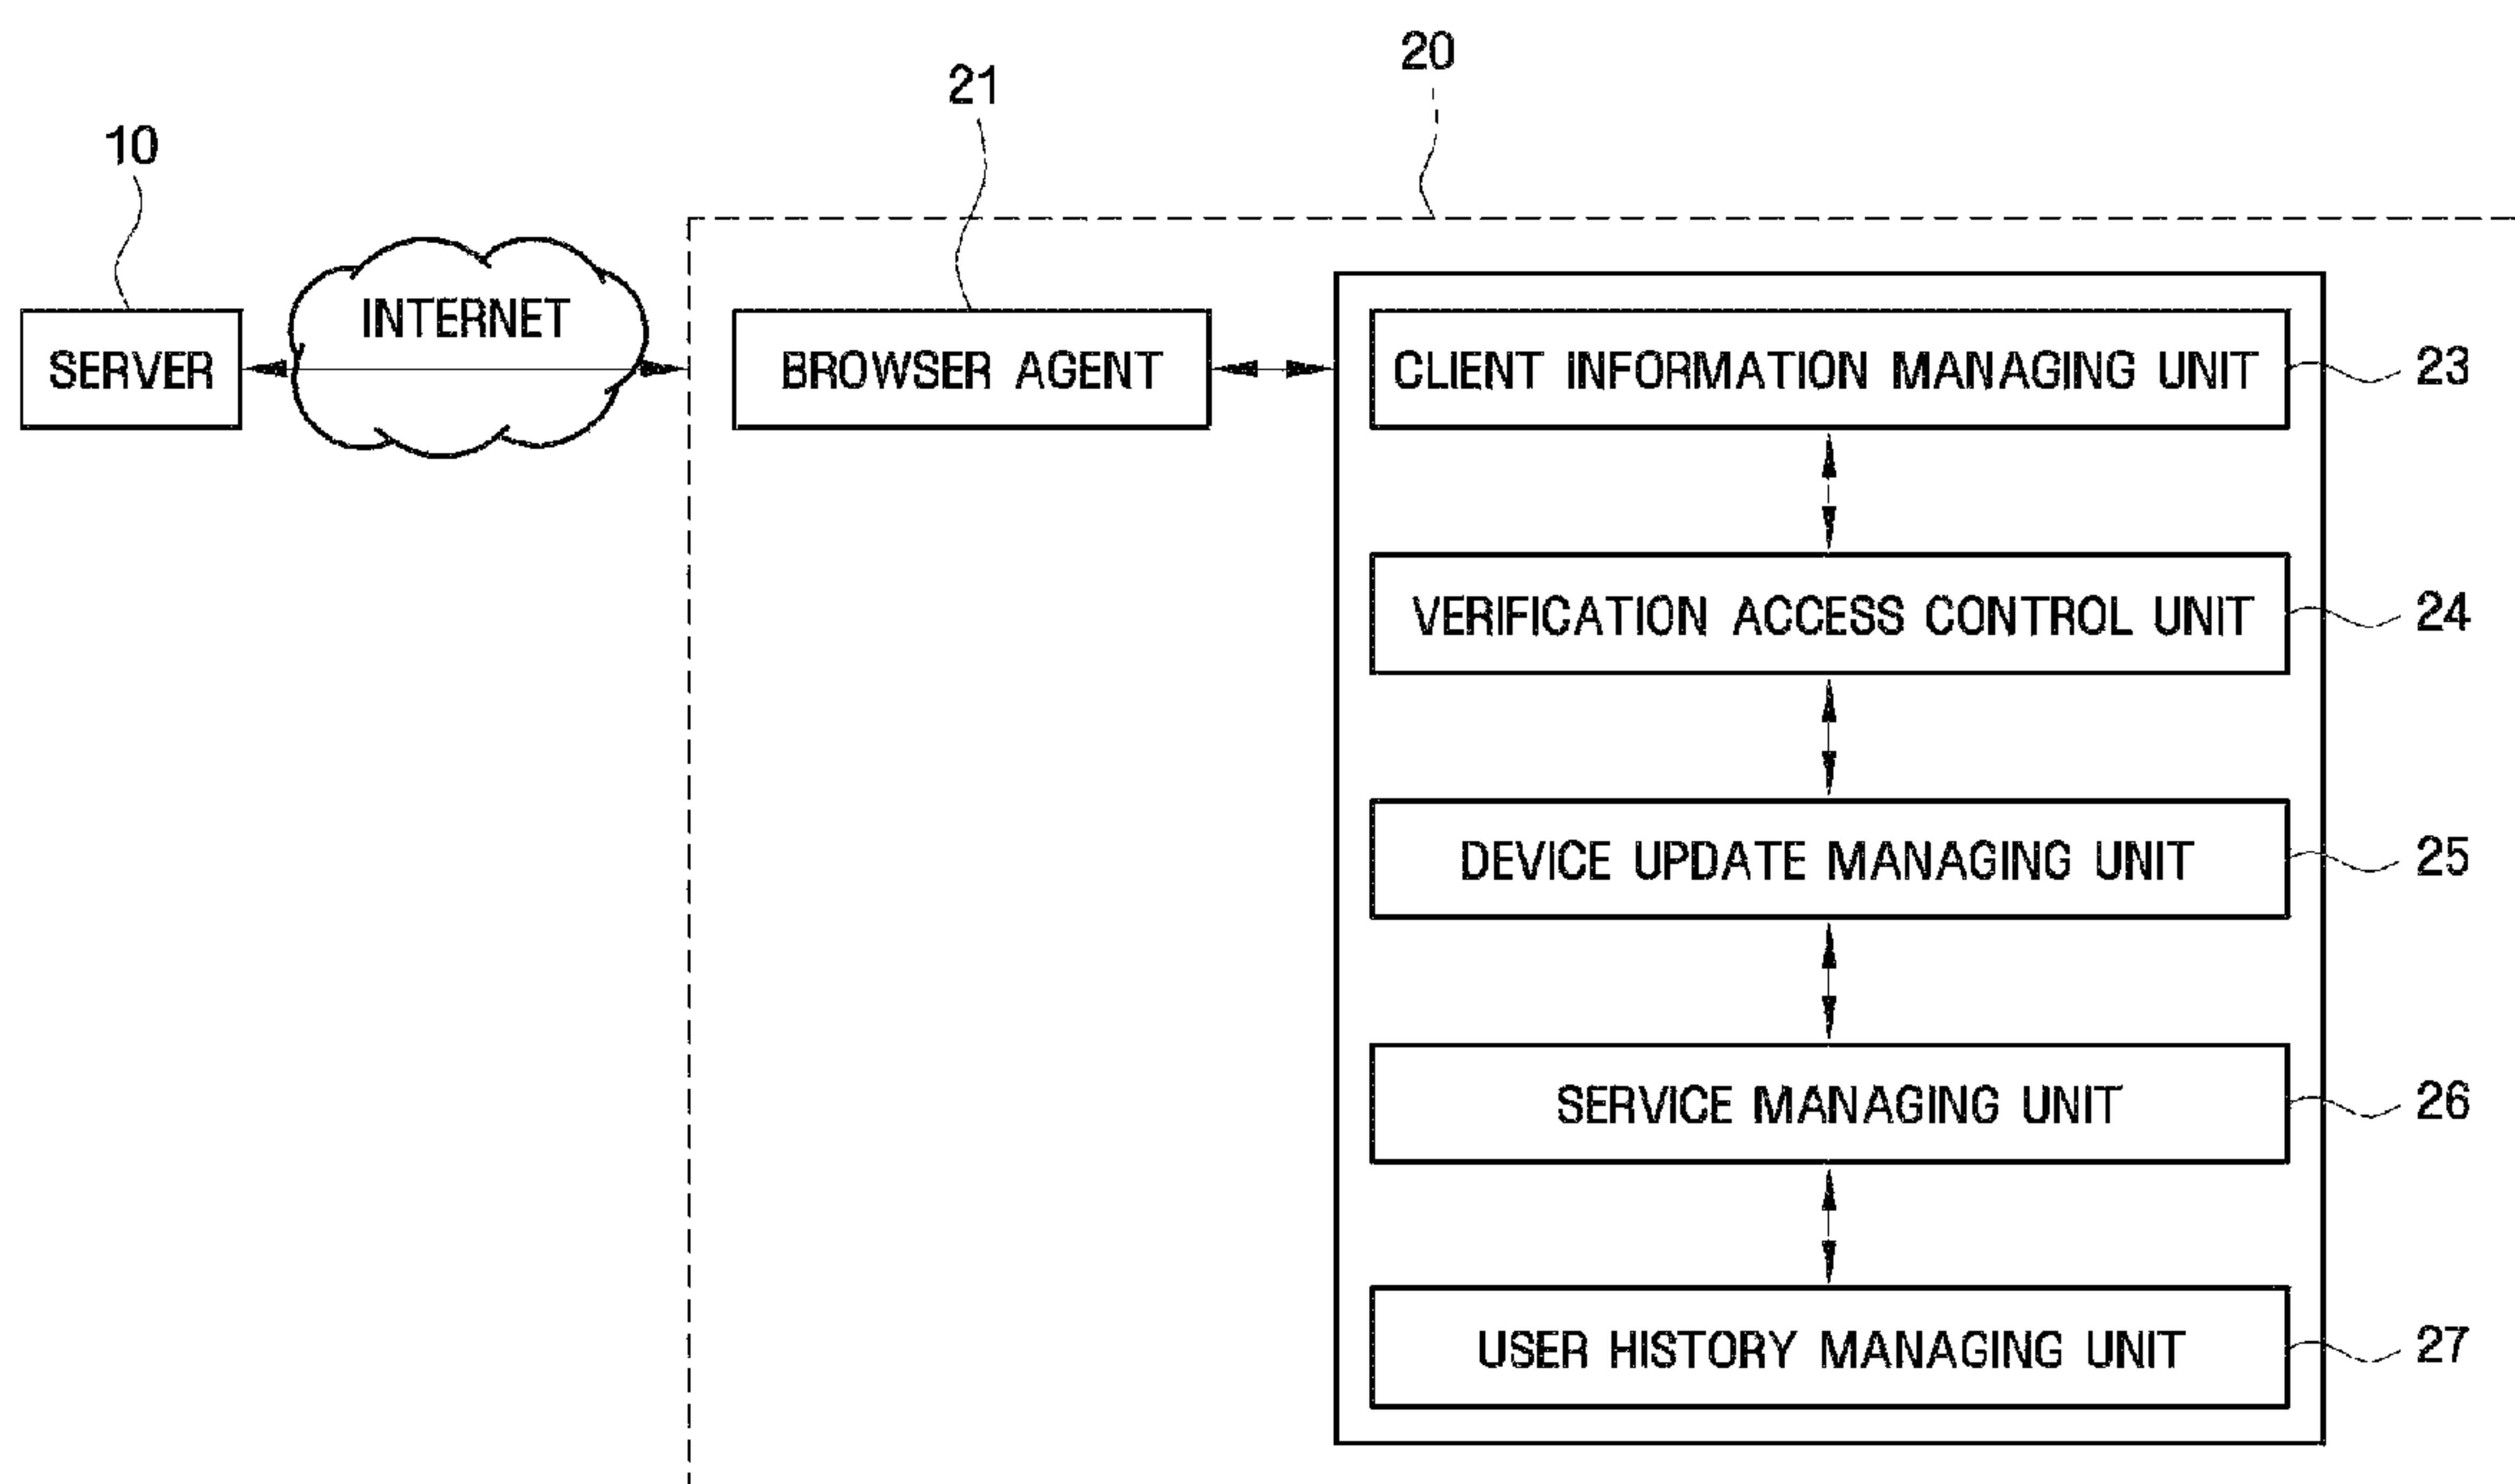 20
21
10
INTERNET
SERVER
BROWSER AGENT
CLIENT INFORMATION MANAGING UNIT
23
VERIFICATION ACCESS CONTROL UNIT
24
DEVICE UPDATE MANAGING UNIT
25
SERVICE MANAGING UNIT
26
USER HISTORY MANAGING UNIT
27